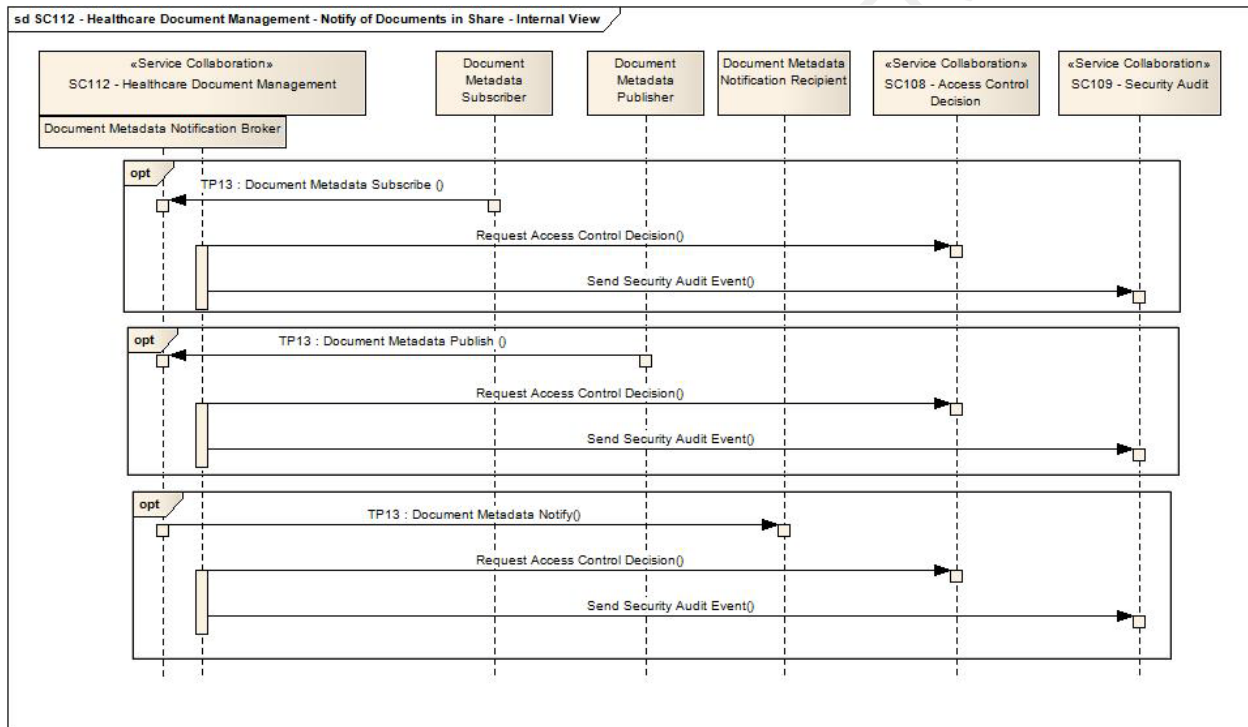 sd SC112 - Healthcare Document Management - Notify of Documents in Share - Internal View
«Service Collaboration»
SC112 - Healthcare Document Management
Document Metadata Notification Broker
Document
Metadata
Subscriber
Document
Metadata
Publisher
Document Metadata
Notification Recipient
«Service Collaboration»
SC108 - Access Control
Decision
«Service Collaboration»
SC109 - Security Audit
opt
TP13 : Document Metadata Subscribe ()
Request Access Control Decision()
Send Security Audit Event()
opt
TP13 : Document Metadata Publish ()
Request Access Control Decision()
Send Security Audit Event()
opt
TP13 : Document Metadata Notify()
Request Access Control Decision()
Send Security Audit Event()